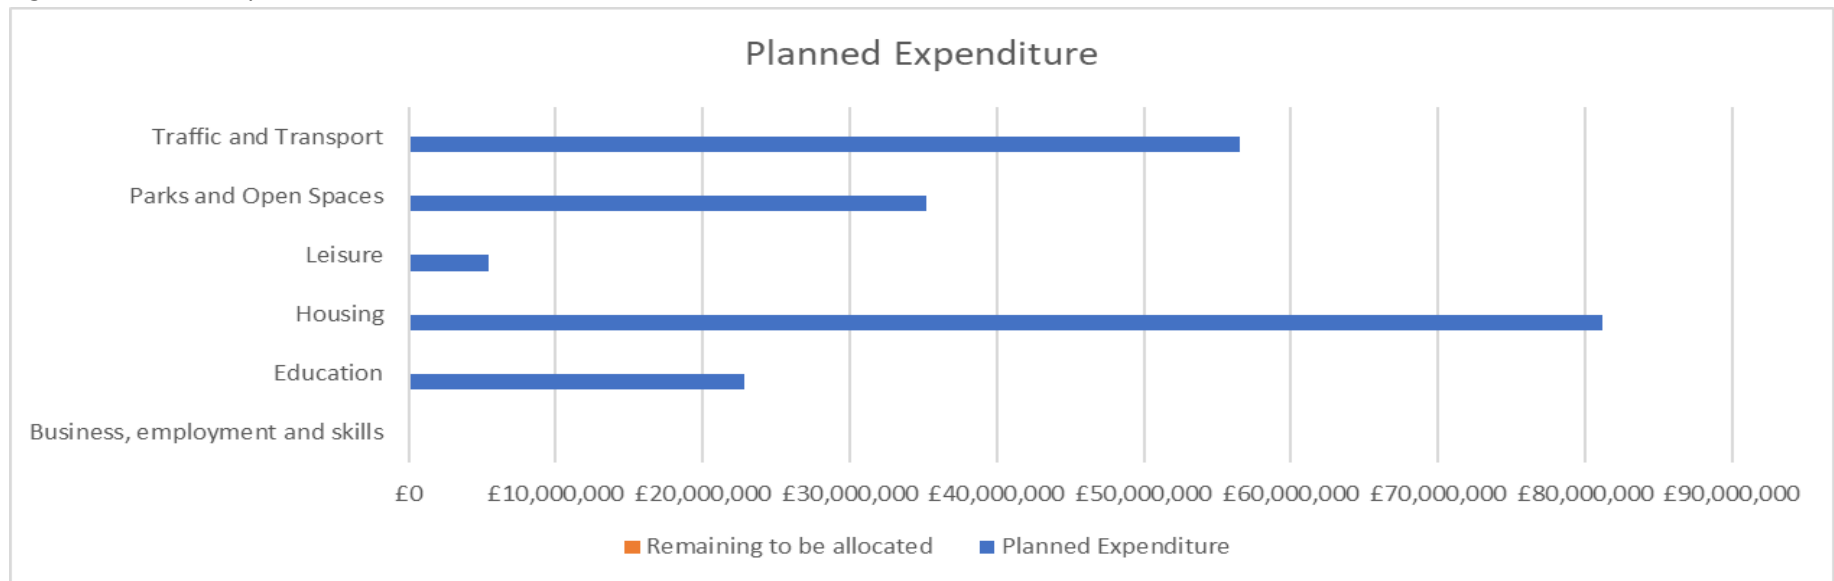 Planned Expenditure
Traffic and Transport
Parks and Open Spaces
Leisure
Housing
Education
Business, employment and skills
£0 £10,000,000 £20,000,000 £30,000,000 £40,000,000 £50,000,000 £60,000,000 £70,000,000 £80,000,000 £90,000,000
Remaining to be allocated Planned Expenditure